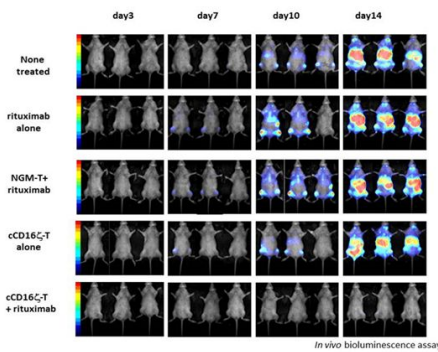 day3 day7 day10 day14
None
treated
rituximab
alone
NGM-T+
rituximab
cCD16ζ-T
alone
cCD16ζ-T
+ rituximab
In vivo bioluminescence assay